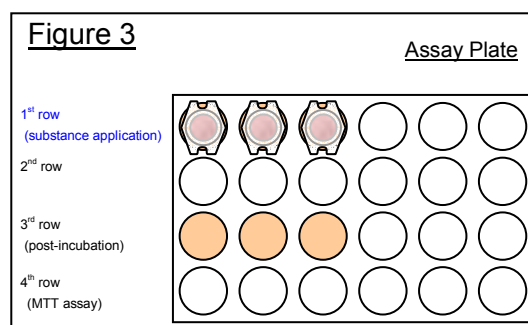 Figure 3
Assay Plate
1st row
(substance application)
2nd row
3rd row
(post-incubation)
4th row
(MTT assay)